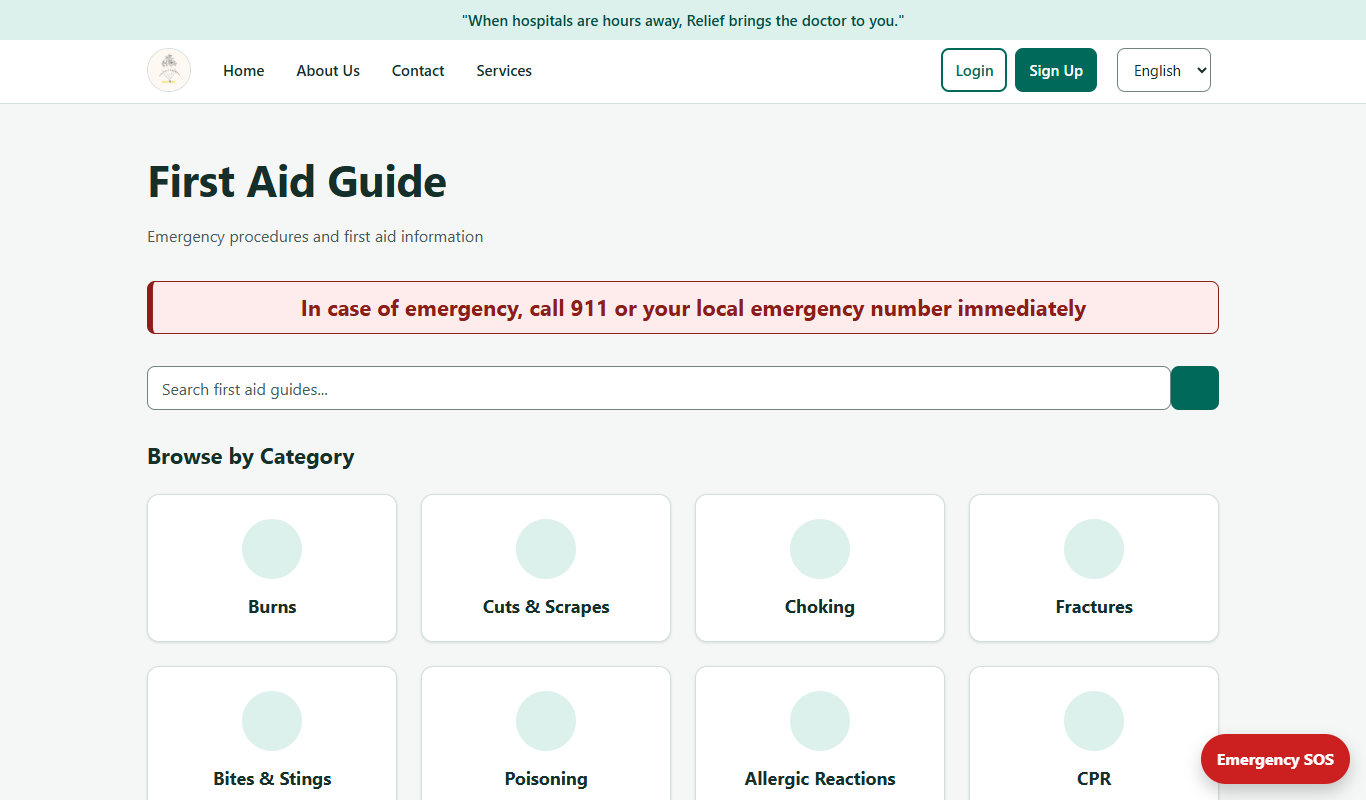 "When hospitals are hours away, Relief brings the doctor to you."
Home
About Us
Contact
Services
Login
Sign Up
English
First Aid Guide
Emergency procedures and first aid information
In case of emergency, call 911 or your local emergency number immediately
Search first aid guides...
Browse by Category
Burns
Cuts & Scrapes
Choking
Fractures
Bites & Stings
Poisoning
Allergic Reactions
CPR
Emergency SOS